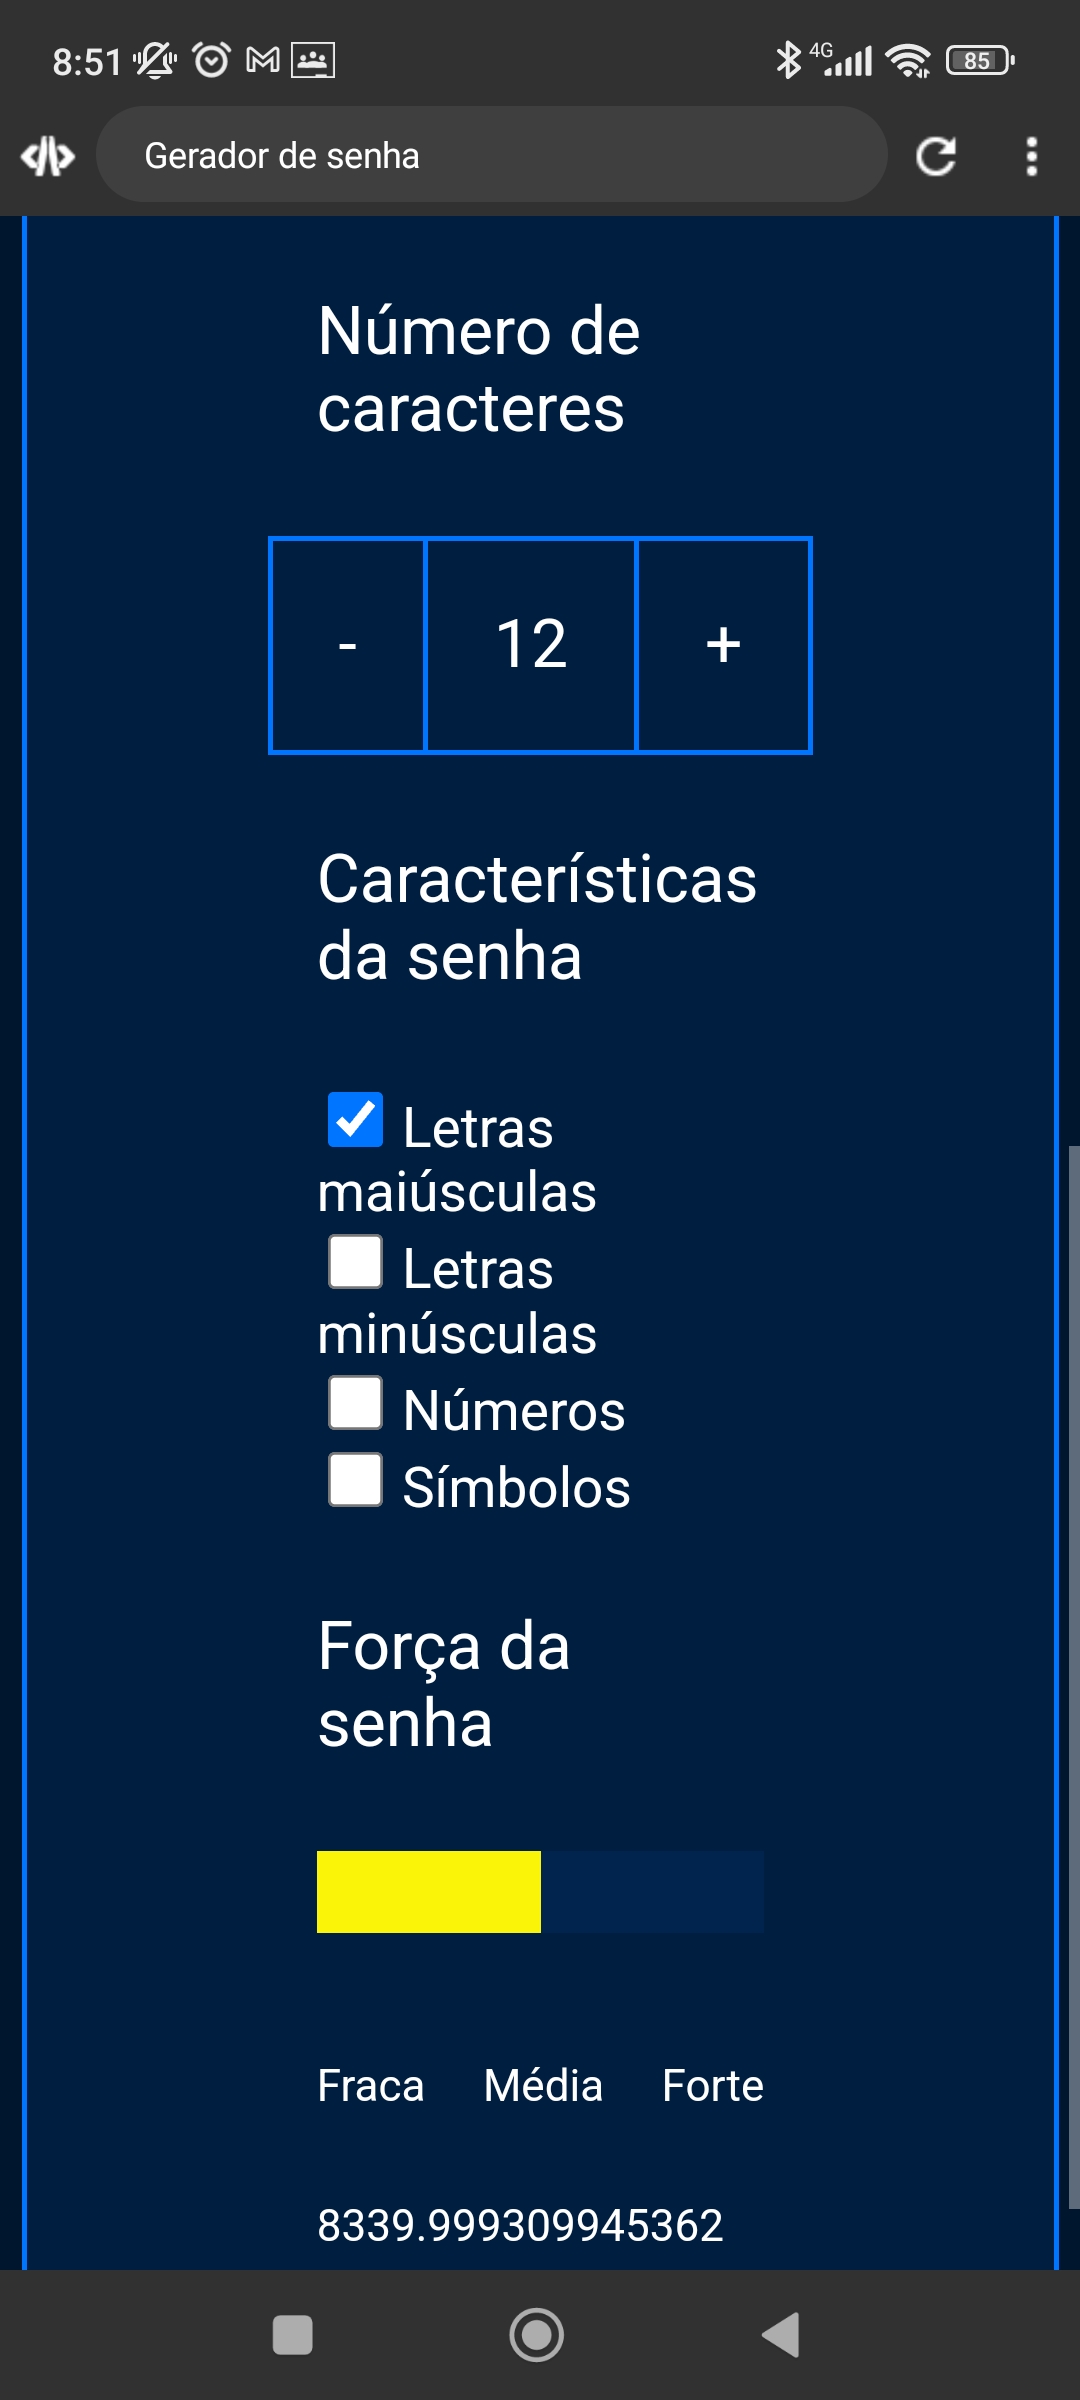 8:51 4G 85
Gerador de senha
Número de
caracteres
- 12 +
Características
da senha
Letras
maiúsculas
Letras
minúsculas
Números
Símbolos
Força da
senha
Fraca Média Forte
8339.999309945362